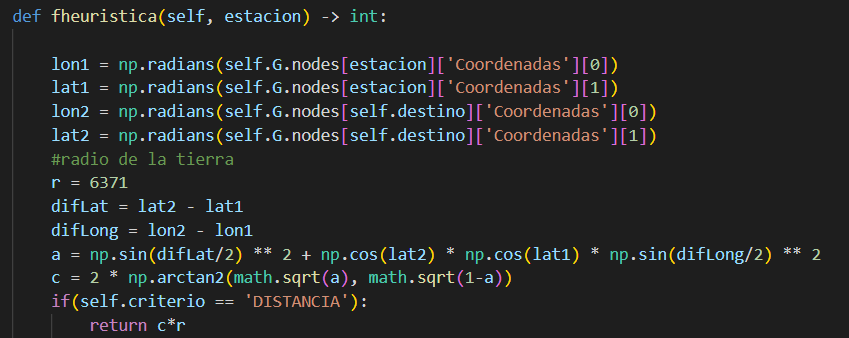 def fheuristica(self, estacion) -> int:
lon1 = np.radians(self.G.nodes[estacion]['Coordenadas'][0])
lat1 = np.radians(self.G.nodes[estacion]['Coordenadas'][1])
lon2 = np.radians(self.G.nodes[self.destino]['Coordenadas'][0])
lat2 = np.radians(self.G.nodes[self.destino]['Coordenadas'][1])
#radio de la tierra
r = 6371
difLat = lat2 - lat1
difLong = lon2 - lon1
a = np.sin(difLat/2) ** 2 + np.cos(lat2) * np.cos(lat1) * np.sin(difLong/2) ** 2
c = 2 * np.arctan2(math.sqrt(a), math.sqrt(1-a))
if(self.criterio == 'DISTANCIA'):
return c*r